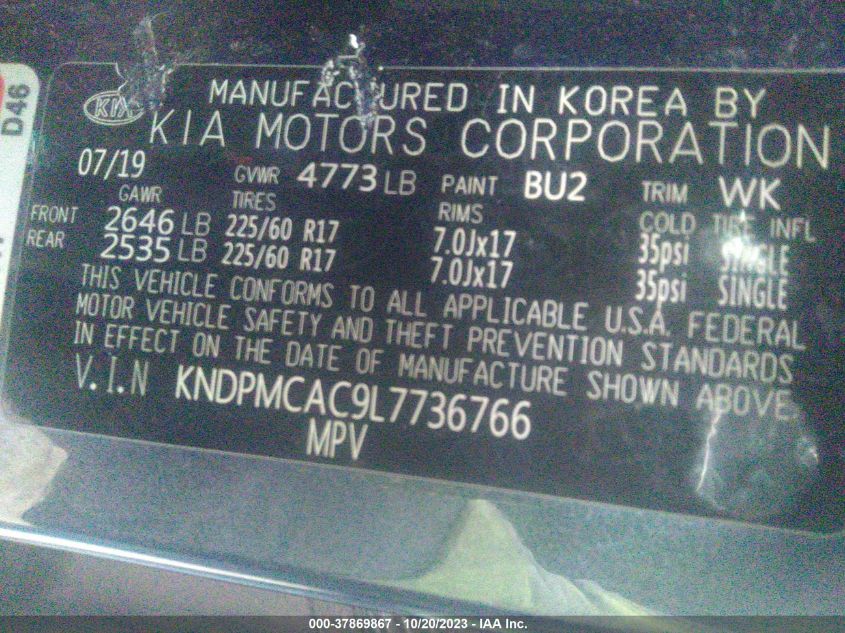 D46
KIA
MANUFACTURED IN KOREA BY
KIA MOTORS CORPORATION
07/19 GVWR 4773 LB PAINT BU2 TRIM WK
GAWR TIRES RIMS COLD TIRE INFL
FRONT 2646 LB 225/60 R17 7.0Jx17 35psi SINGLE
REAR 2535 LB 225/60 R17 7.0Jx17 35psi SINGLE
THIS VEHICLE CONFORMS TO ALL APPLICABLE U.S.A. FEDERAL
MOTOR VEHICLE SAFETY AND THEFT PREVENTION STANDARDS
IN EFFECT ON THE DATE OF MANUFACTURE SHOWN ABOVE.
V.I.N KNDPMCAC9L7736766
MPV
000-37869867 - 10/20/2023 - IAA Inc.